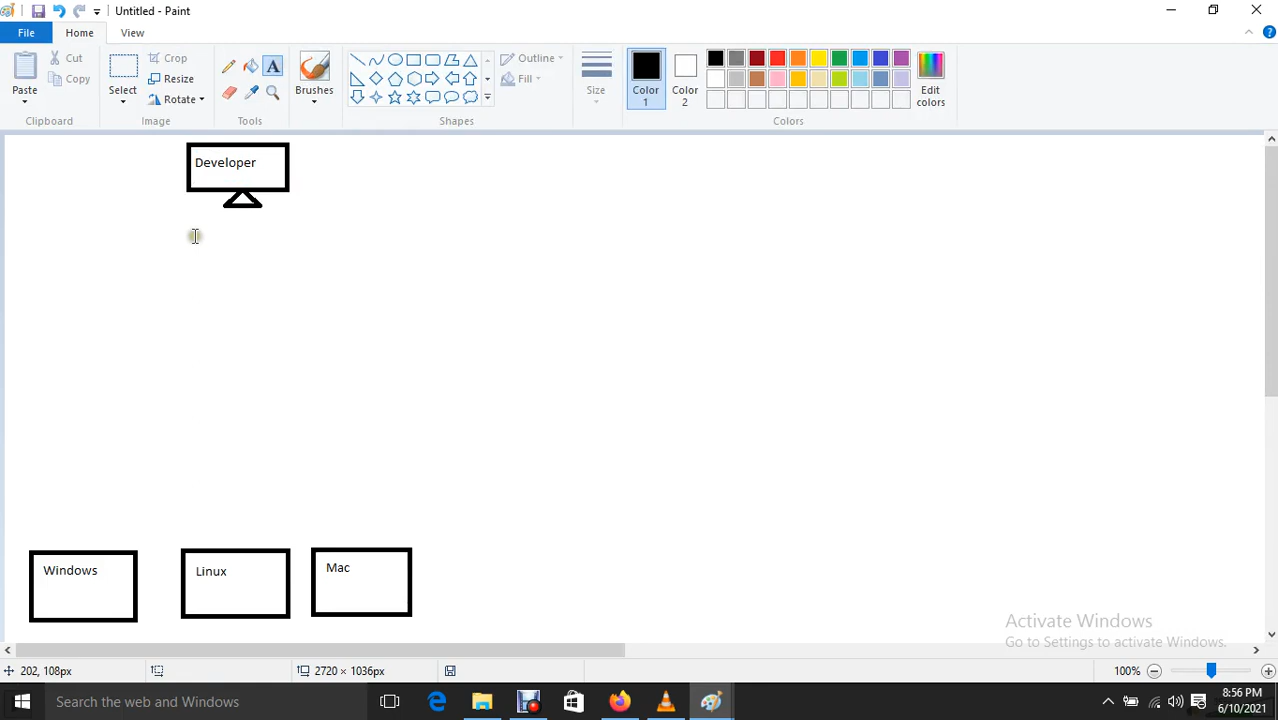 Untitled - Paint
File
Home
View
Paste
Cut
Copy
Clipboard
Select
Crop
Resize
Rotate
Image
A
Tools
Brushes
Outline
Fill
Shapes
Size
Color 1
Color 2
Edit colors
Colors
Developer
Windows
Linux
Mac
Activate Windows
Go to Settings to activate Windows.
202, 108px
2720 × 1036px
100%
Search the web and Windows
8:56 PM
6/10/2021